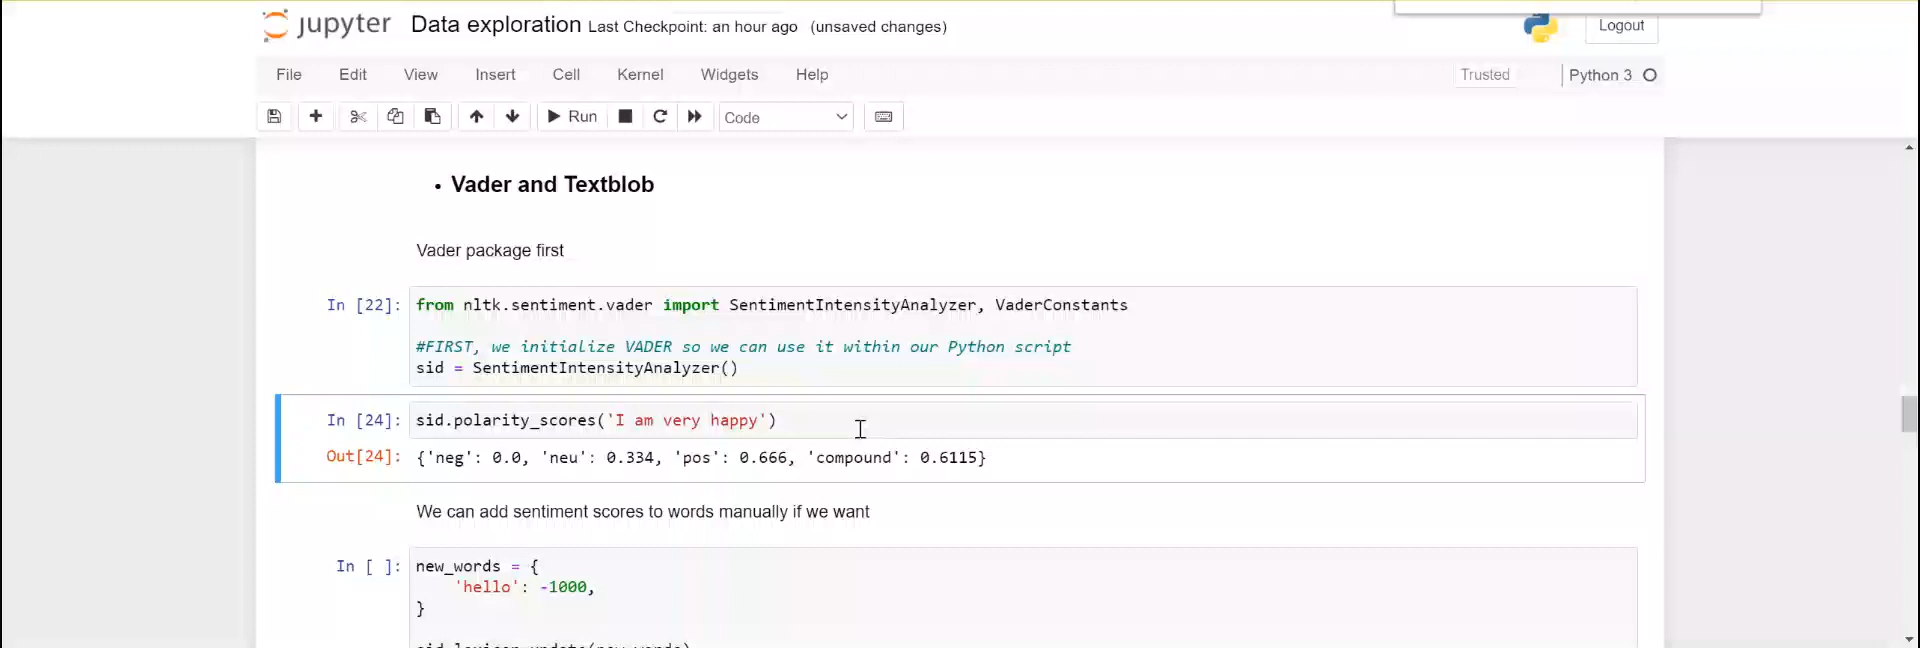 jupyter Data exploration Last Checkpoint: an hour ago (unsaved changes)
Logout
File Edit View Insert Cell Kernel Widgets Help Trusted Python 3
Run Code
• Vader and Textblob
Vader package first
In [22]: from nltk.sentiment.vader import SentimentIntensityAnalyzer, VaderConstants
#FIRST, we initialize VADER so we can use it within our Python script
sid = SentimentIntensityAnalyzer()
In [24]: sid.polarity_scores('I am very happy')
Out[24]: {'neg': 0.0, 'neu': 0.334, 'pos': 0.666, 'compound': 0.6115}
We can add sentiment scores to words manually if we want
In [ ]: new_words = {
'hello': -1000,
}